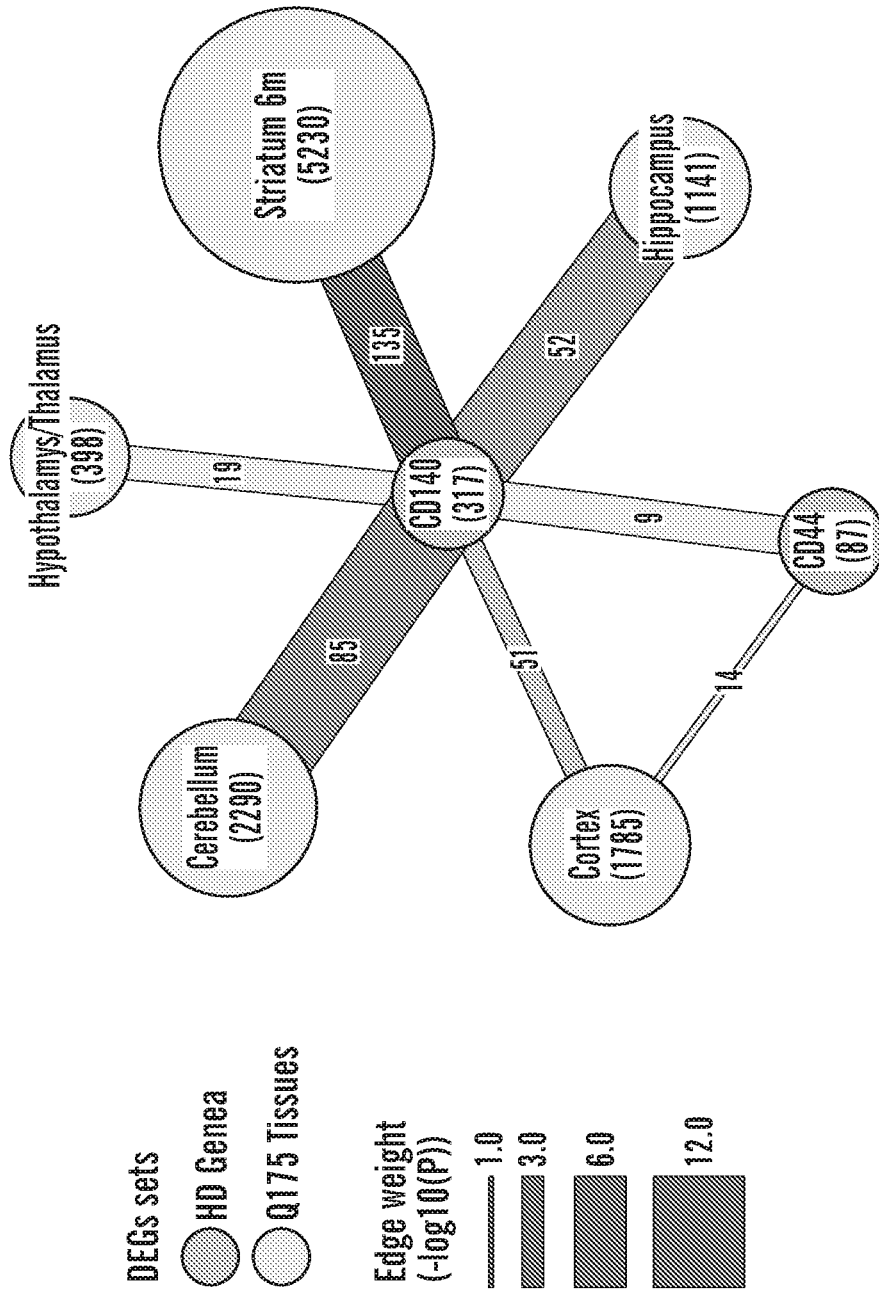 DEGs sets
HD Genea
Q175 Tissues
Edge weight
(-log10(P))
1.0
3.0
6.0
12.0
Hypothalamys/Thalamus
(398)
Striatum 6m
(5230)
Cerebellum
(2290)
19
135
85
CD140
(317)
52
Hippocampus
(1141)
51
9
Cortex
(1785)
14
CD44
(87)